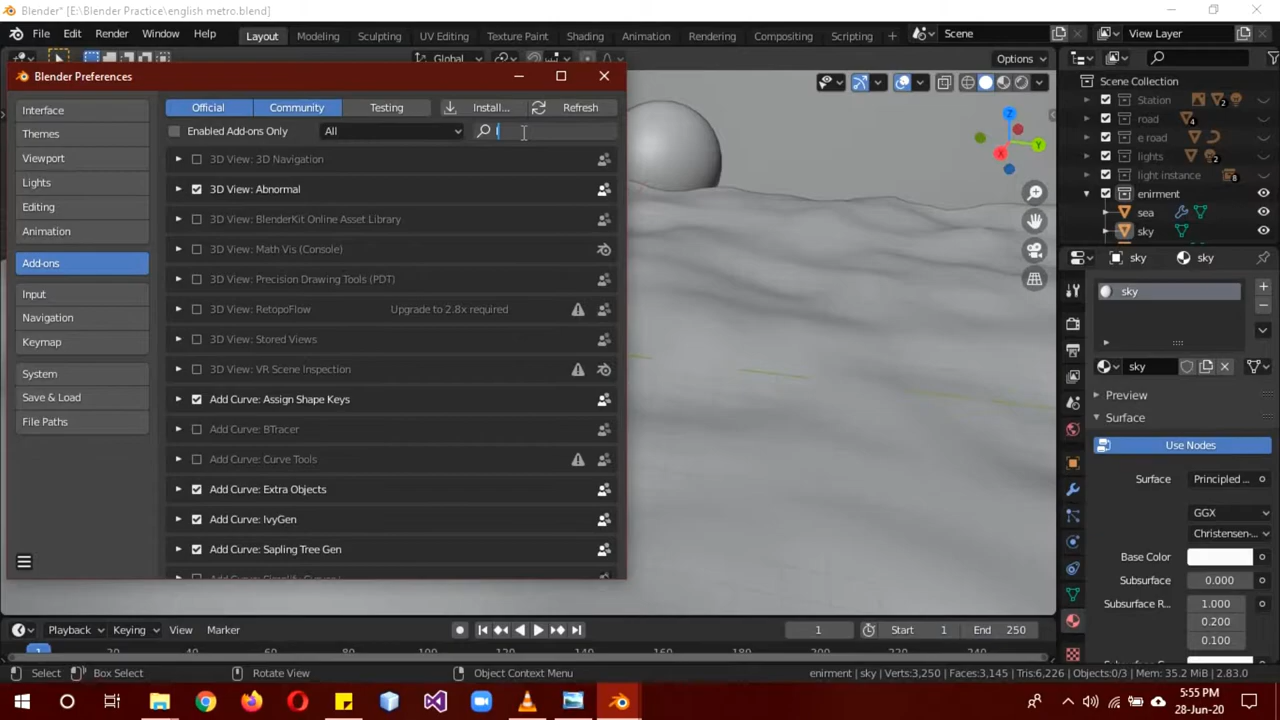 Blender* [E:\Blender Practice\english metro.blend]
File Edit Render Window Help Layout Modeling Sculpting UV Editing Texture Paint Shading Animation Rendering Compositing Scripting + Scene View Layer
Global Options
Blender Preferences
Interface
Themes
Viewport
Lights
Editing
Animation
Add-ons
Input
Navigation
Keymap
System
Save & Load
File Paths
Official Community Testing Install... Refresh
Enabled Add-ons Only All
3D View: 3D Navigation
3D View: Abnormal
3D View: BlenderKit Online Asset Library
3D View: Math Vis (Console)
3D View: Precision Drawing Tools (PDT)
3D View: RetopoFlow Upgrade to 2.8x required
3D View: Stored Views
3D View: VR Scene Inspection
Add Curve: Assign Shape Keys
Add Curve: BTracer
Add Curve: Curve Tools
Add Curve: Extra Objects
Add Curve: IvyGen
Add Curve: Sapling Tree Gen
Z
Y
X
Scene Collection
Station 2
road 4
e road
lights 2
light instance 8
enirment
sea
sky
sky sky
sky
sky
Preview
Surface
Use Nodes
Surface Principled ...
GGX
Christensen-...
Base Color
Subsurface 0.000
Subsurface R... 1.000
0.200
0.100
Playback Keying View Marker 1 Start 1 End 250
1
Select Box Select Rotate View Object Context Menu enirment | sky | Verts:3,250 | Faces:3,145 | Tris:6,226 | Objects:0/3 | Mem: 35.2 MiB | 2.83.0
5:55 PM
28-Jun-20